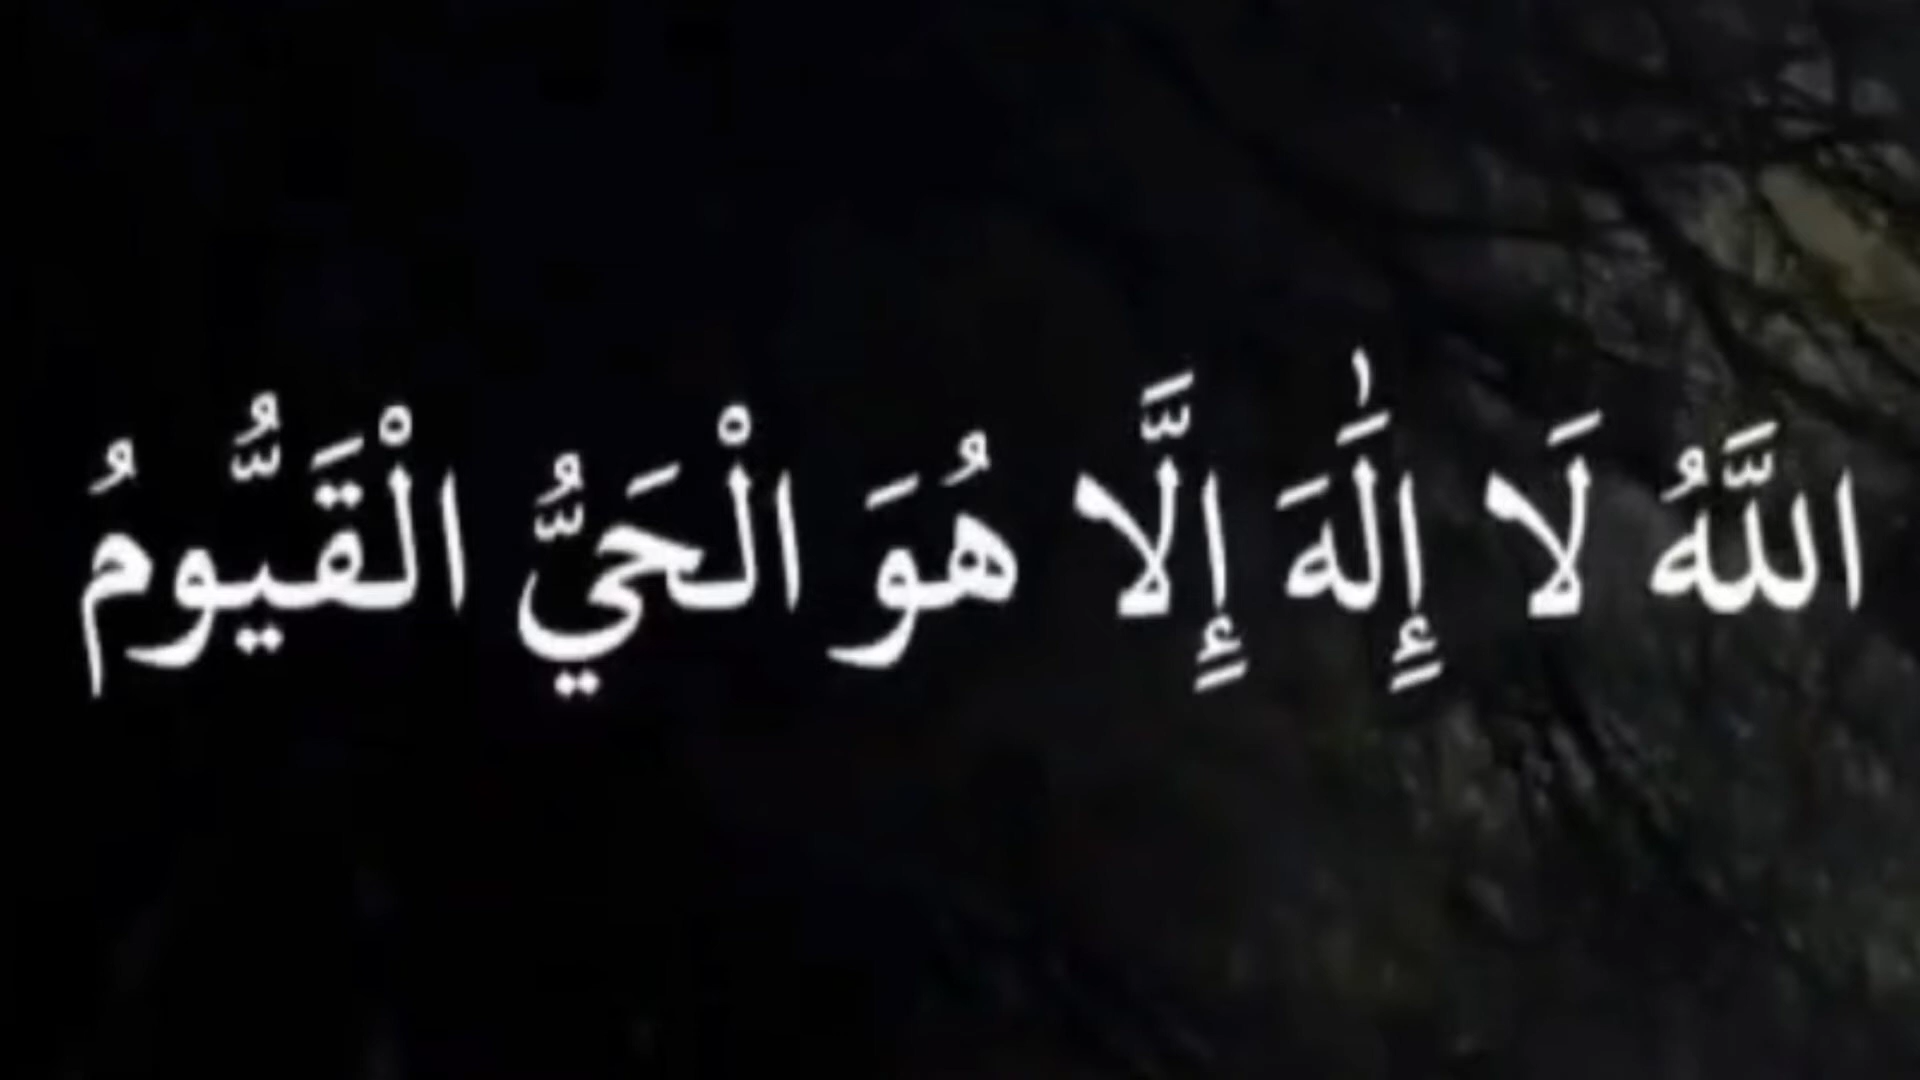 اللَّهُ لَا إِلَٰهَ إِلَّا هُوَ الْحَيُّ الْقَيُّومُ